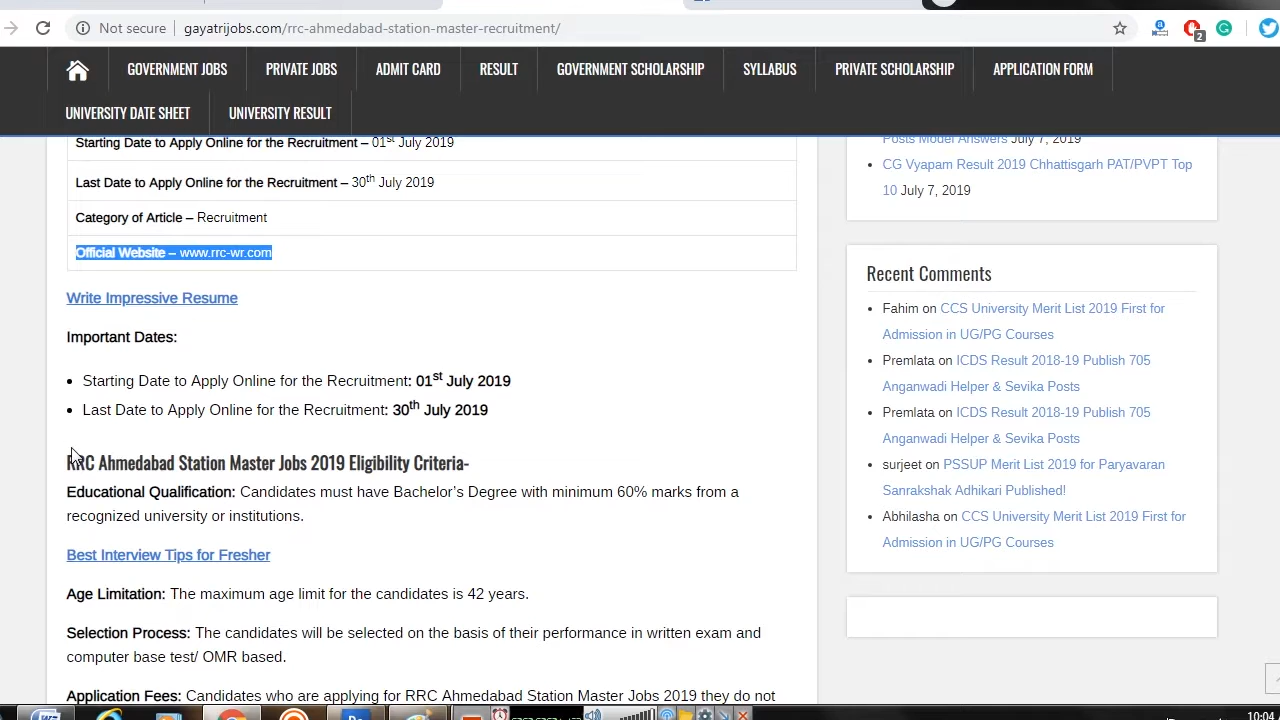 Not secure
gayatrijobs.com/rrc-ahmedabad-station-master-recruitment/
2
GOVERNMENT JOBS
PRIVATE JOBS
ADMIT CARD
RESULT
GOVERNMENT SCHOLARSHIP
SYLLABUS
PRIVATE SCHOLARSHIP
APPLICATION FORM
UNIVERSITY DATE SHEET
UNIVERSITY RESULT
Starting Date to Apply Online for the Recruitment – 01st July 2019
Last Date to Apply Online for the Recruitment – 30th July 2019
Category of Article – Recruitment
Official Website – www.rrc-wr.com
Write Impressive Resume
Important Dates:
Starting Date to Apply Online for the Recruitment: 01st July 2019
Last Date to Apply Online for the Recruitment: 30th July 2019
RRC Ahmedabad Station Master Jobs 2019 Eligibility Criteria-
Educational Qualification: Candidates must have Bachelor's Degree with minimum 60% marks from a
recognized university or institutions.
Best Interview Tips for Fresher
Age Limitation: The maximum age limit for the candidates is 42 years.
Selection Process: The candidates will be selected on the basis of their performance in written exam and
computer base test/ OMR based.
Application Fees: Candidates who are applying for RRC Ahmedabad Station Master Jobs 2019 they do not
Posts Model Answers July 7, 2019
CG Vyapam Result 2019 Chhattisgarh PAT/PVPT Top
10 July 7, 2019
Recent Comments
Fahim on CCS University Merit List 2019 First for
Admission in UG/PG Courses
Premlata on ICDS Result 2018-19 Publish 705
Anganwadi Helper & Sevika Posts
Premlata on ICDS Result 2018-19 Publish 705
Anganwadi Helper & Sevika Posts
surjeet on PSSUP Merit List 2019 for Paryavaran
Sanrakshak Adhikari Published!
Abhilasha on CCS University Merit List 2019 First for
Admission in UG/PG Courses
10:04